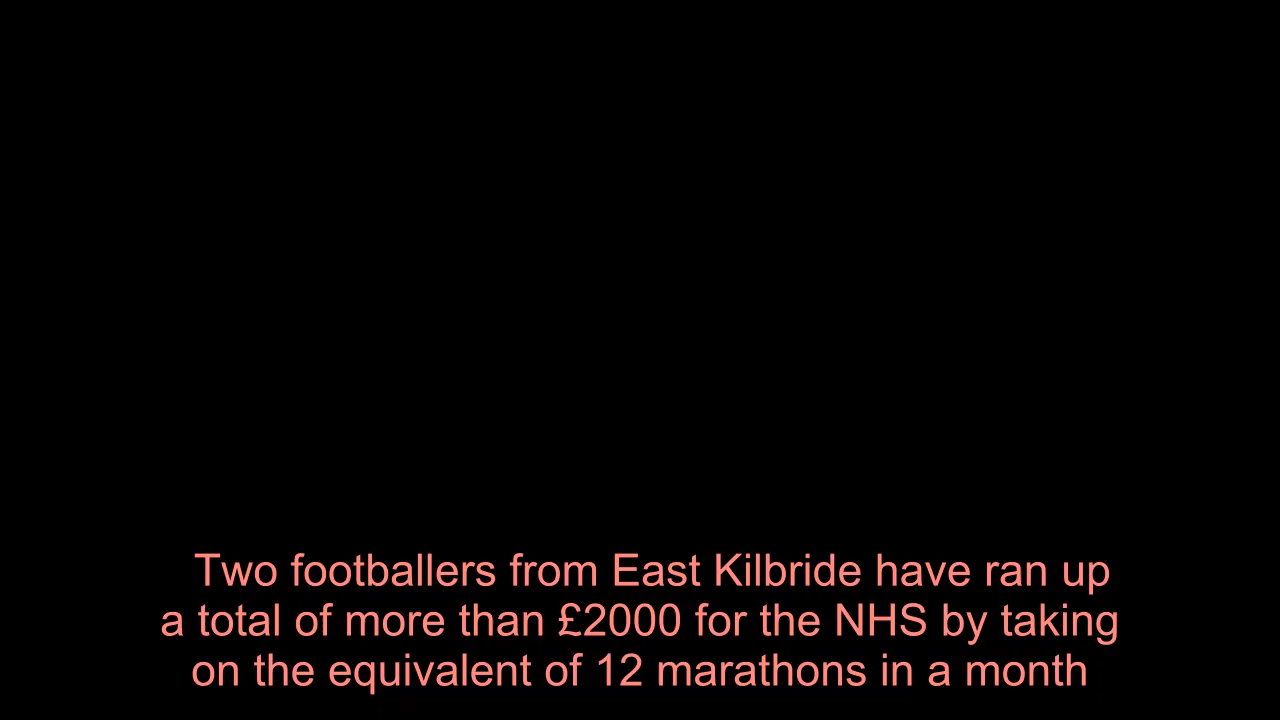 Two footballers from East Kilbride have ran up
a total of more than £2000 for the NHS by taking
on the equivalent of 12 marathons in a month